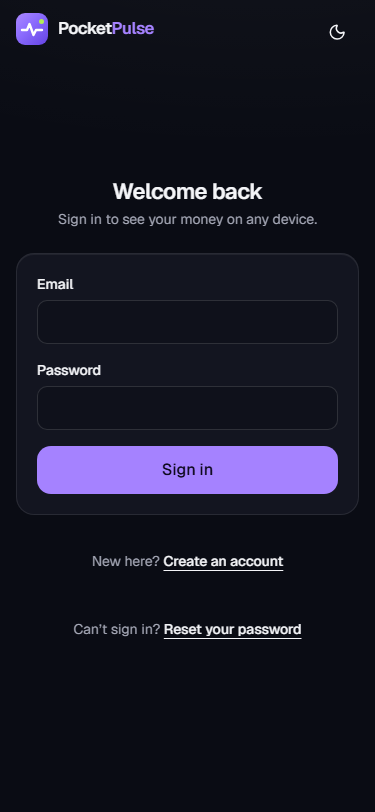 PocketPulse
Welcome back
Sign in to see your money on any device.
Email
Password
Sign in
New here? Create an account
Can't sign in? Reset your password